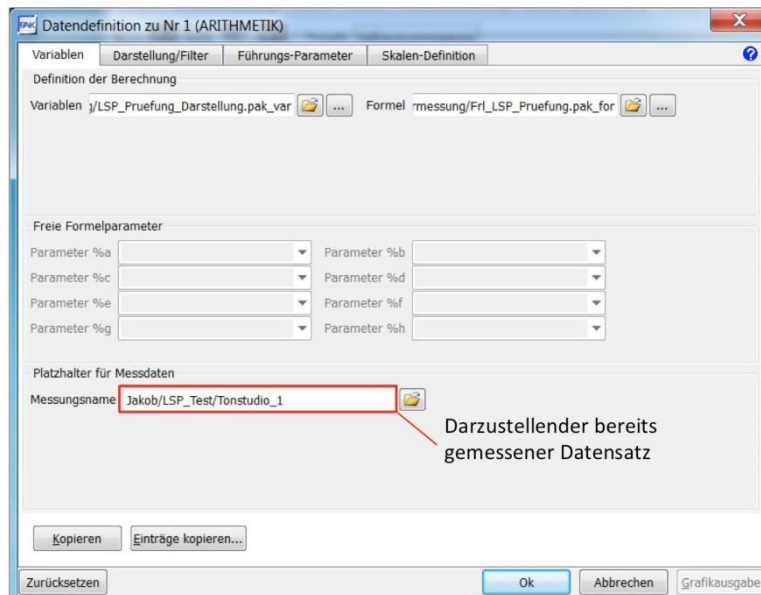 PAK Datendefinition zu Nr 1 (ARITHMETIK)
Variablen Darstellung/Filter Führungs-Parameter Skalen-Definition
Definition der Berechnung
Variablen /LSP_Pruefung_Darstellung.pak_var ... Formel rmessung/Frl_LSP_Pruefung.pak_for ...
Freie Formelparameter
Parameter %a Parameter %b
Parameter %c Parameter %d
Parameter %e Parameter %f
Parameter %g Parameter %h
Platzhalter für Messdaten
Messungsname Jakob/LSP_Test/Tonstudio_1
Darzustellender bereits
gemessener Datensatz
Kopieren Einträge kopieren...
Zurücksetzen Ok Abbrechen Grafikausgabe